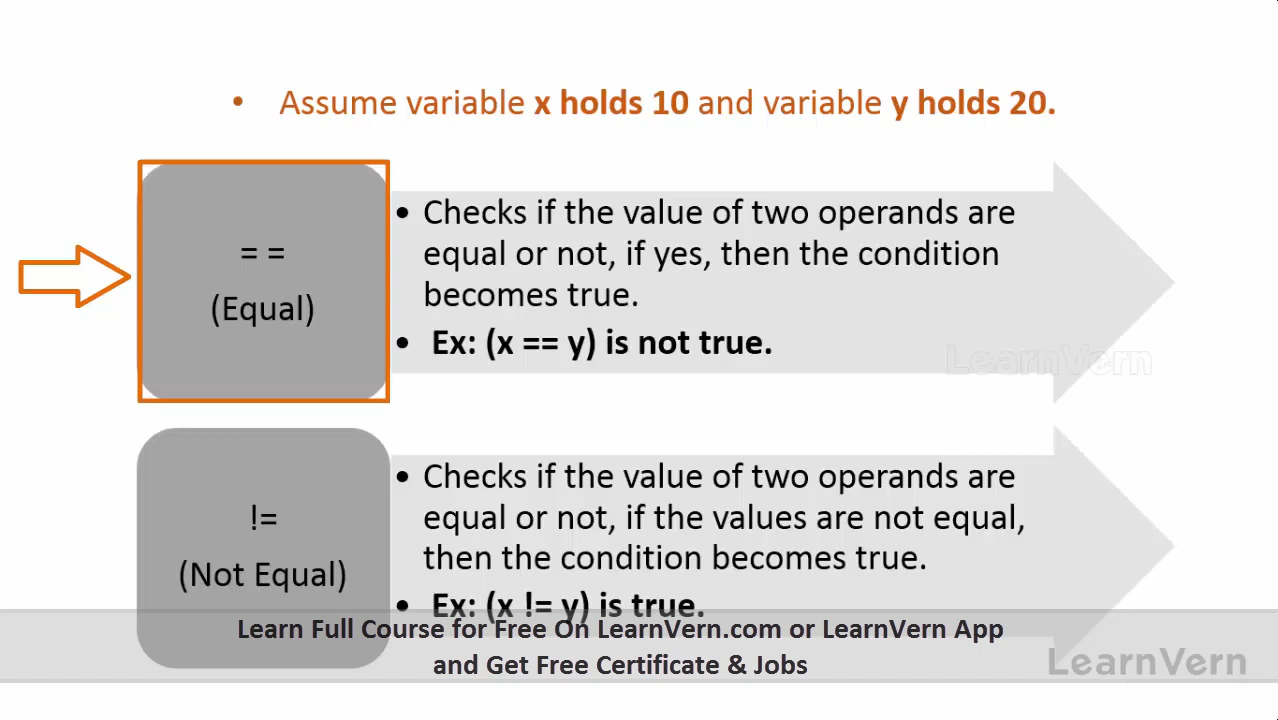 • Assume variable x holds 10 and variable y holds 20.
= =
(Equal)
• Checks if the value of two operands are
equal or not, if yes, then the condition
becomes true.
• Ex: (x == y) is not true.
LearnVern
!=
(Not Equal)
• Checks if the value of two operands are
equal or not, if the values are not equal,
then the condition becomes true.
• Ex: (x != y) is true.
Learn Full Course for Free On LearnVern.com or LearnVern App
and Get Free Certificate & Jobs
LearnVern